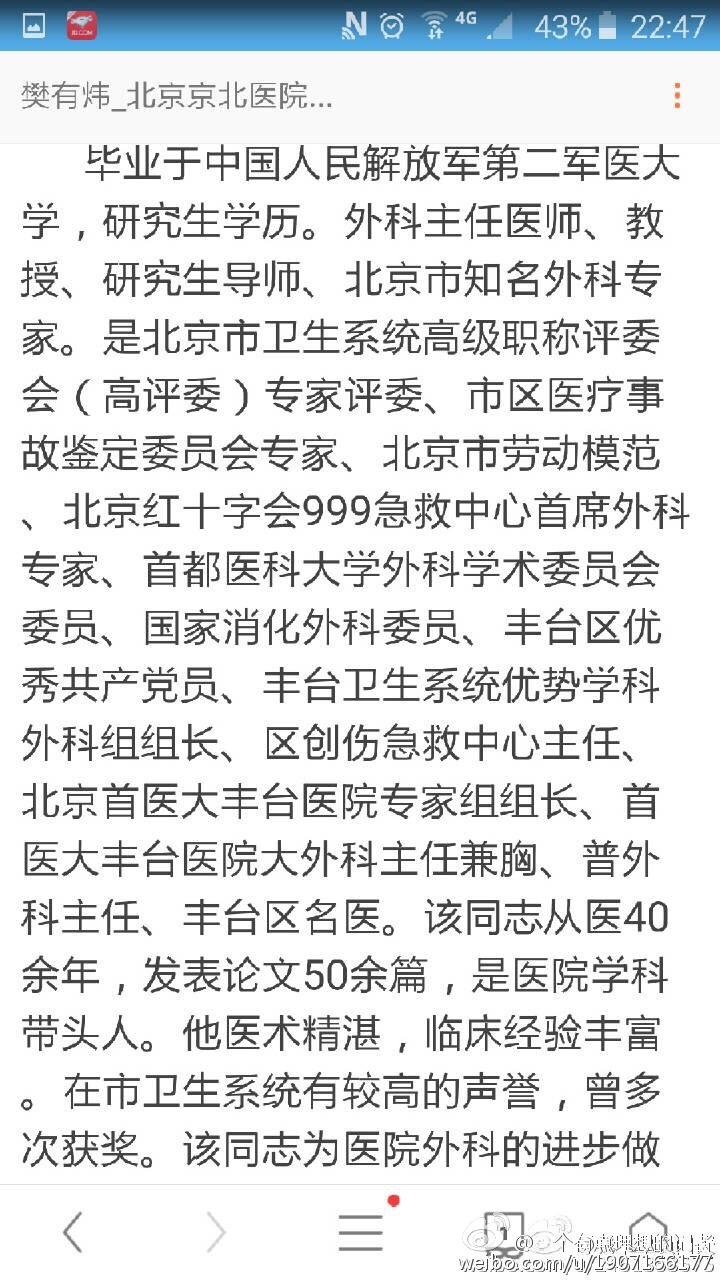 JD.COM
4G
43%
22:47
樊有炜_北京京北医院...
毕业于中国人民解放军第二军医大
学，研究生学历。外科主任医师、教
授、研究生导师、北京市知名外科专
家。是北京市卫生系统高级职称评委
会（高评委）专家评委、市区医疗事
故鉴定委员会专家、北京市劳动模范
、北京红十字会999急救中心首席外科
专家、首都医科大学外科学术委员会
委员、国家消化外科委员、丰台区优
秀共产党员、丰台卫生系统优势学科
外科组组长、区创伤急救中心主任、
北京首医大丰台医院专家组组长、首
医大丰台医院大外科主任兼胸、普外
科主任、丰台区名医。该同志从医40
余年，发表论文50余篇，是医院学科
带头人。他医术精湛，临床经验丰富
。在市卫生系统有较高的声誉，曾多
次获奖。该同志为医院外科的进步做
1
weibo.com/u/1907166177